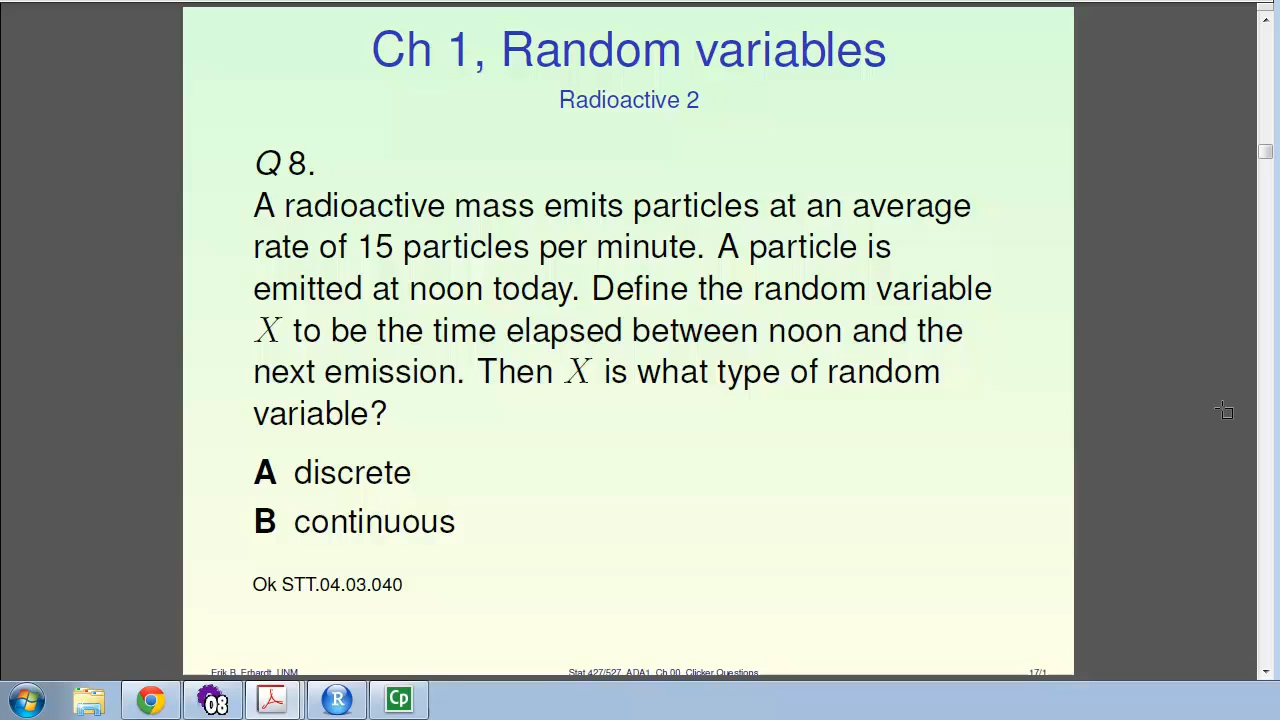 Ch 1, Random variables
Radioactive 2
Q 8.
A radioactive mass emits particles at an average
rate of 15 particles per minute. A particle is
emitted at noon today. Define the random variable
X to be the time elapsed between noon and the
next emission. Then X is what type of random
variable?
A discrete
B continuous
Ok STT.04.03.040
Erik B. Erhardt, UNM Stat 427/527, ADA1, Ch 00, Clicker Questions 17/1
08 R Cp